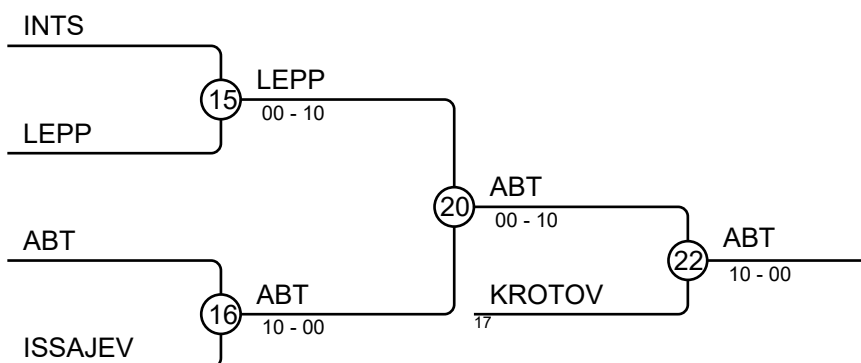 INTS
15
LEPP
00 - 10
LEPP
20
ABT
00 - 10
ABT
22
ABT
10 - 00
16
ABT
10 - 00
KROTOV
17
ISSAJEV